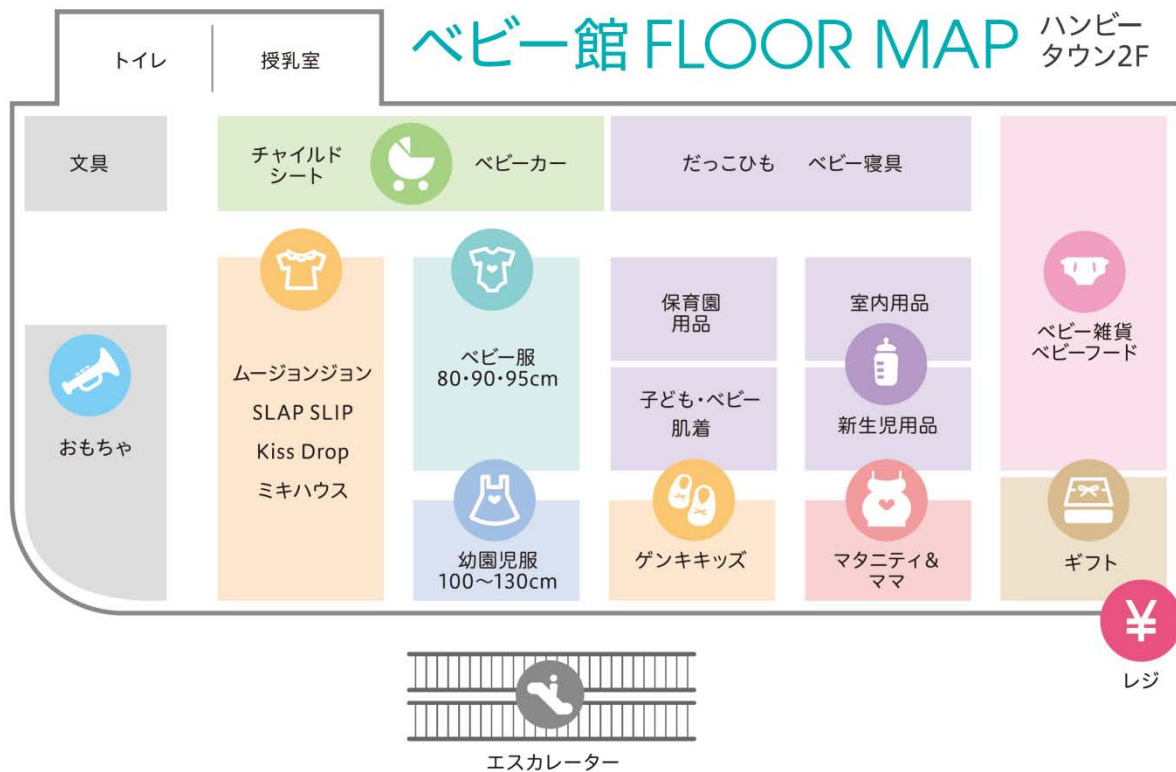 ベビー館 FLOOR MAP
ハンビー
タウン2F
トイレ
授乳室
文具
チャイルド
シート
ベビーカー
だっこひも
ベビー寝具
ベビー雑貨
ベビーフード
おもちゃ
ムージョンジョン
SLAP SLIP
Kiss Drop
ミキハウス
ベビー服
80・90・95cm
保育園
用品
室内用品
子ども・ベビー
肌着
新生児用品
幼園児服
100〜130cm
ゲンキキッズ
マタニティ&
ママ
ギフト
¥
レジ
エスカレーター